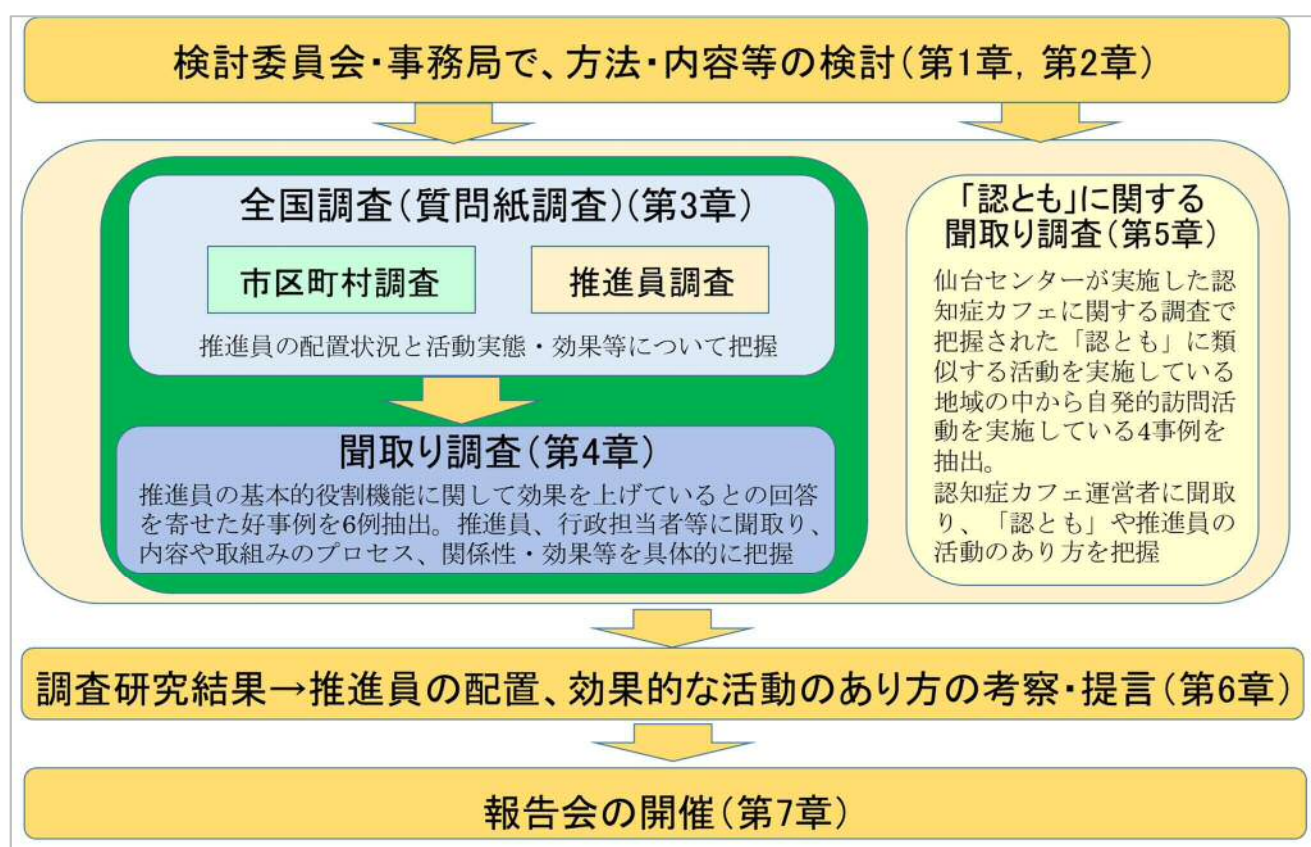 検討委員会・事務局で、方法・内容等の検討(第1章, 第2章)
全国調査(質問紙調査)(第3章)
市区町村調査
推進員調査
推進員の配置状況と活動実態・効果等について把握
聞取り調査(第4章)
推進員の基本的役割機能に関して効果を上げているとの回答
を寄せた好事例を6例抽出。推進員、行政担当者等に聞取り、
内容や取組みのプロセス、関係性・効果等を具体的に把握
「認とも」に関する
聞取り調査(第5章)
仙台センターが実施した認
知症カフェに関する調査で
把握された「認とも」に類
似する活動を実施している
地域の中から自発的訪問活
動を実施している4事例を
抽出。
認知症カフェ運営者に聞取
り、「認とも」や推進員の
活動のあり方を把握
調査研究結果→推進員の配置、効果的な活動のあり方の考察・提言(第6章)
報告会の開催(第7章)